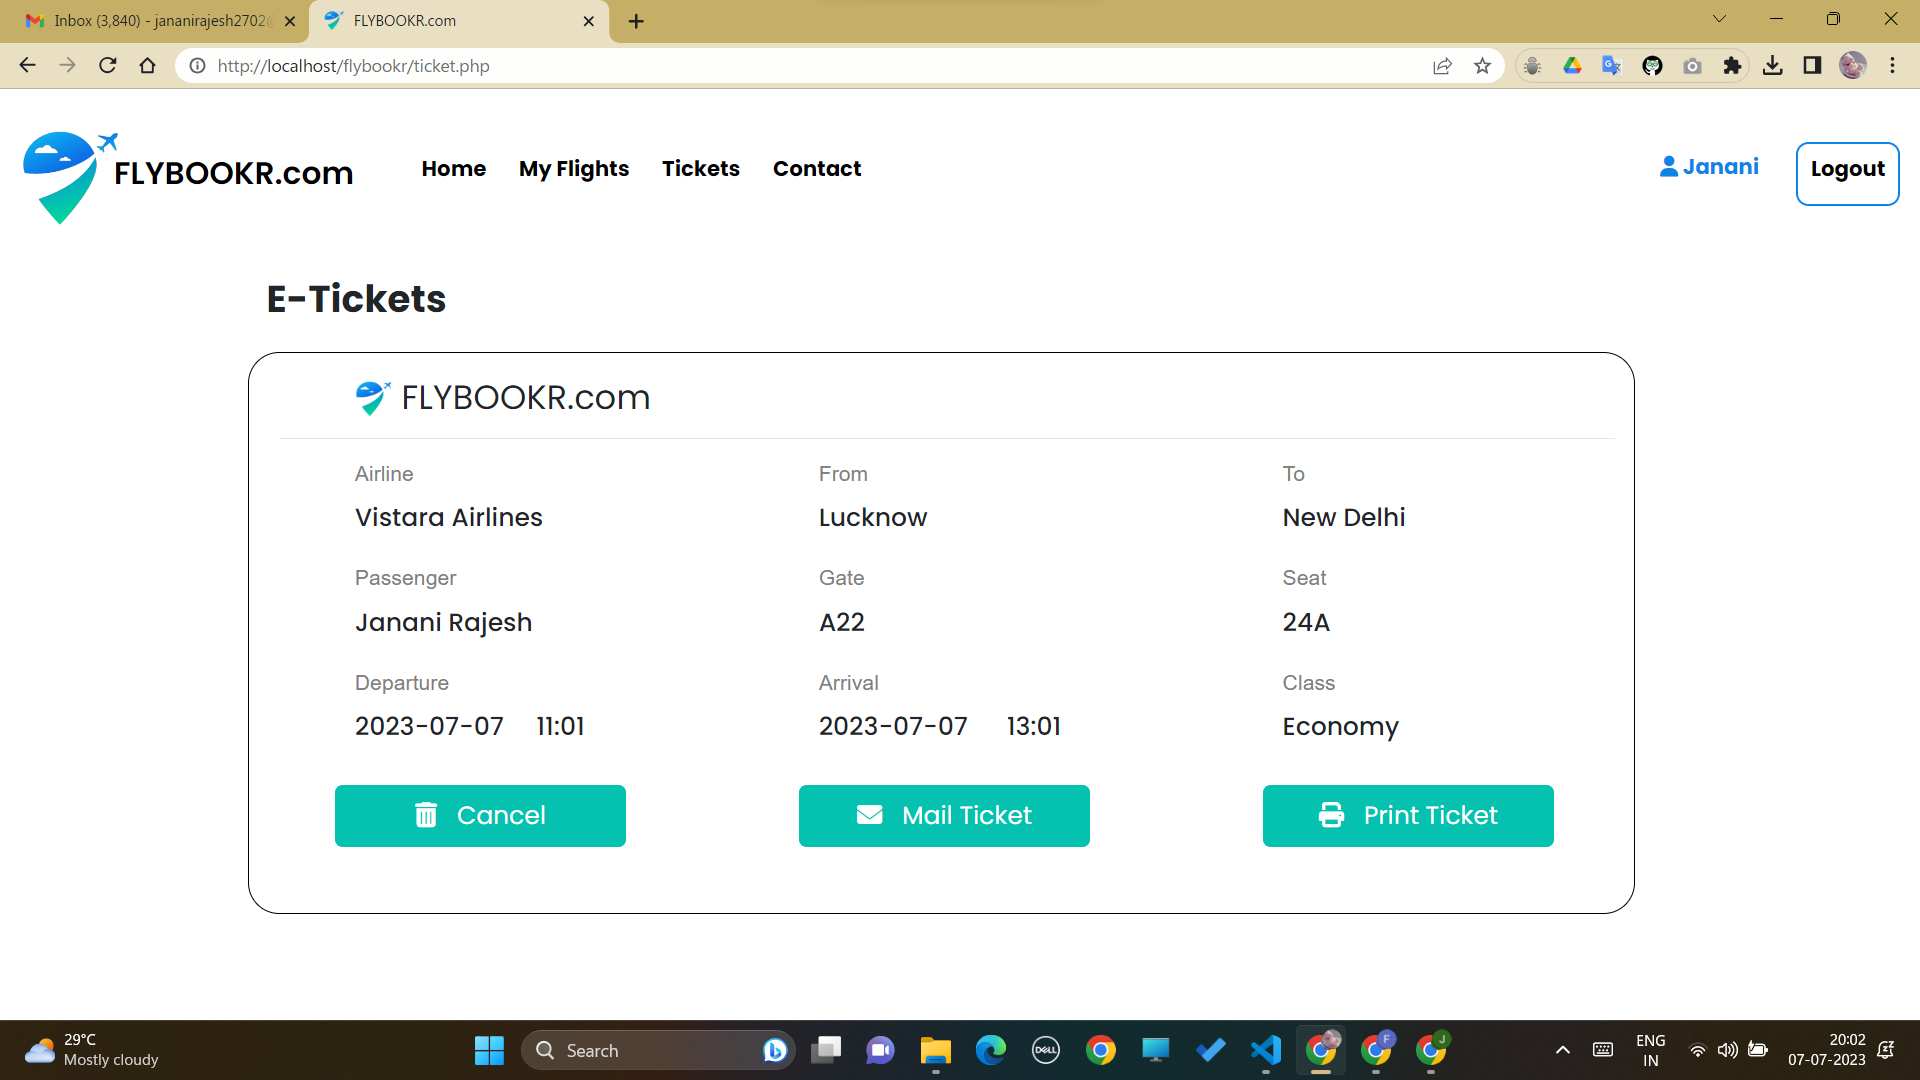 Inbox (3,840) - jananirajesh2702@
FLYBOOKR.com
http://localhost/flybookr/ticket.php
FLYBOOKR.com
Home
My Flights
Tickets
Contact
Janani
Logout
E-Tickets
FLYBOOKR.com
Airline
From
To
Vistara Airlines
Lucknow
New Delhi
Passenger
Gate
Seat
Janani Rajesh
A22
24A
Departure
Arrival
Class
2023-07-07 11:01
2023-07-07 13:01
Economy
Cancel
Mail Ticket
Print Ticket
29°C
Mostly cloudy
Search
DELL
F
J
ENG
IN
20:02
07-07-2023